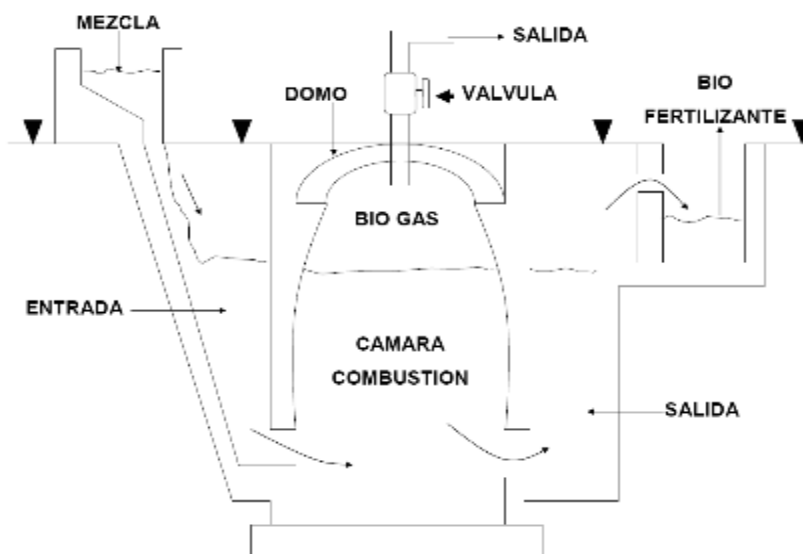 MEZCLA
SALIDA
DOMO
VALVULA
BIO
FERTILIZANTE
BIO GAS
ENTRADA
CAMARA
COMBUSTION
SALIDA